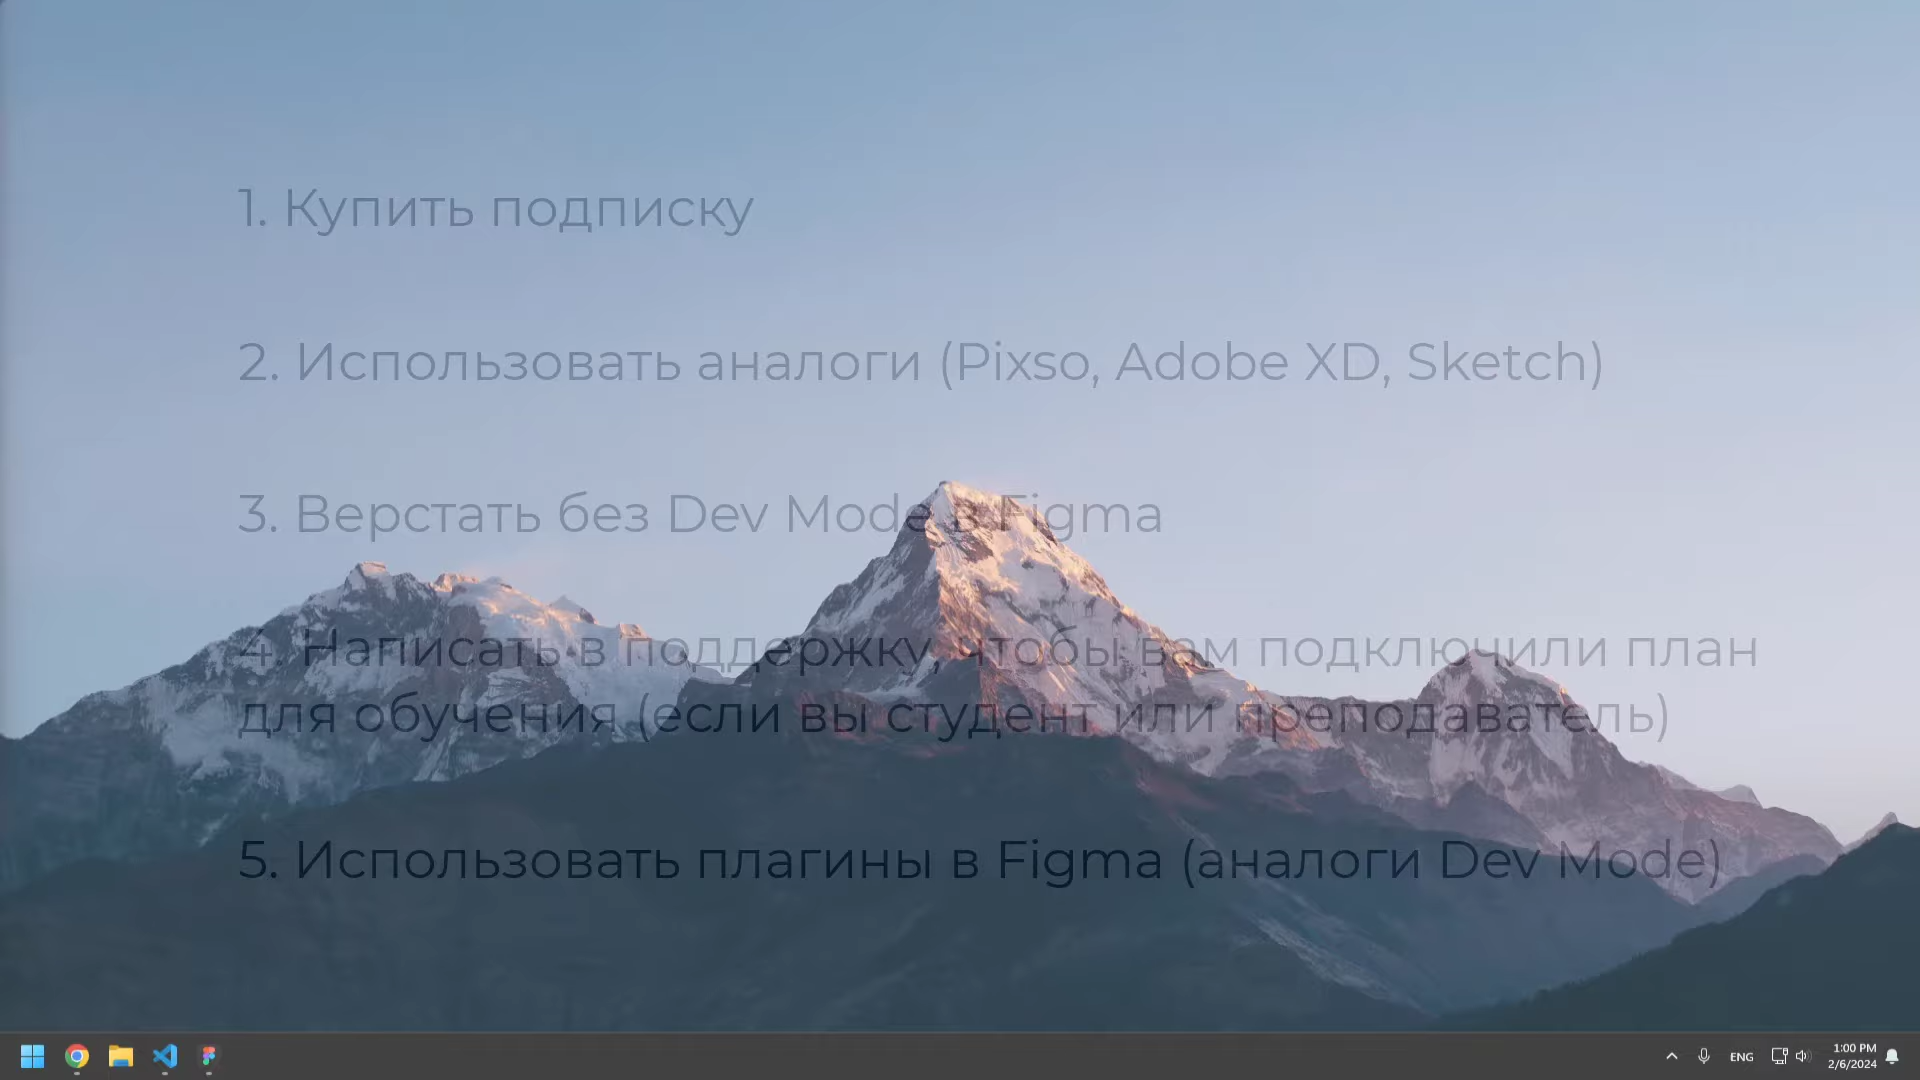 1. Купить подписку
2. Использовать аналоги (Pixso, Adobe XD, Sketch)
3. Верстать без Dev Mode в Figma
4. Написать в поддержку, чтобы вам подключили план
для обучения (если вы студент или преподаватель)
5. Использовать плагины в Figma (аналоги Dev Mode)
ENG
1:00 PM
2/6/2024